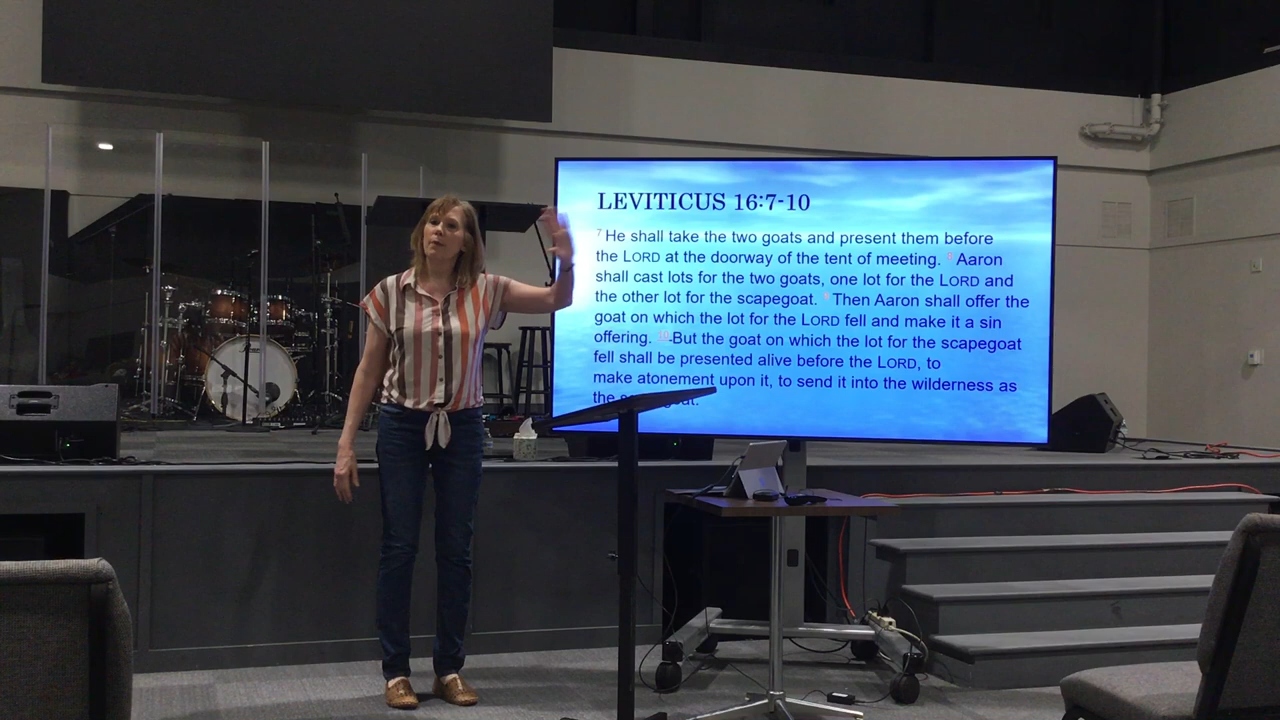 LEVITICUS 16:7-10
7 He shall take the two goats and present them before
the LORD at the doorway of the tent of meeting. Aaron
shall cast lots for the two goats, one lot for the LORD and
the other lot for the scapegoat. Then Aaron shall offer the
goat on which the lot for the LORD fell and make it a sin
offering. 10 But the goat on which the lot for the scapegoat
fell shall be presented alive before the LORD, to
make atonement upon it, to send it into the wilderness as
the